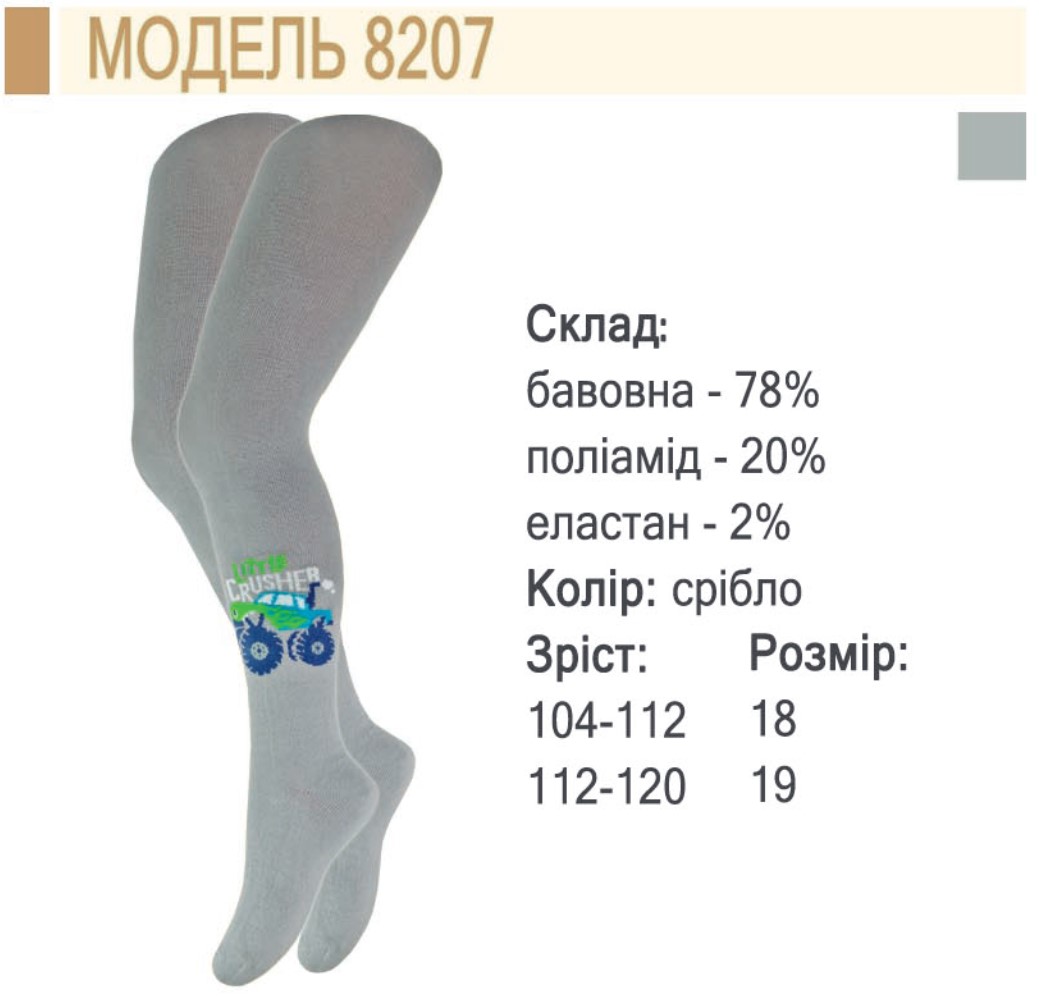 МОДЕЛЬ 8207
Склад:
бавовна - 78%
поліамід - 20%
еластан - 2%
Колір: срібло
Зріст: Розмір:
104-112 18
112-120 19
LITTLE
CRUSHER